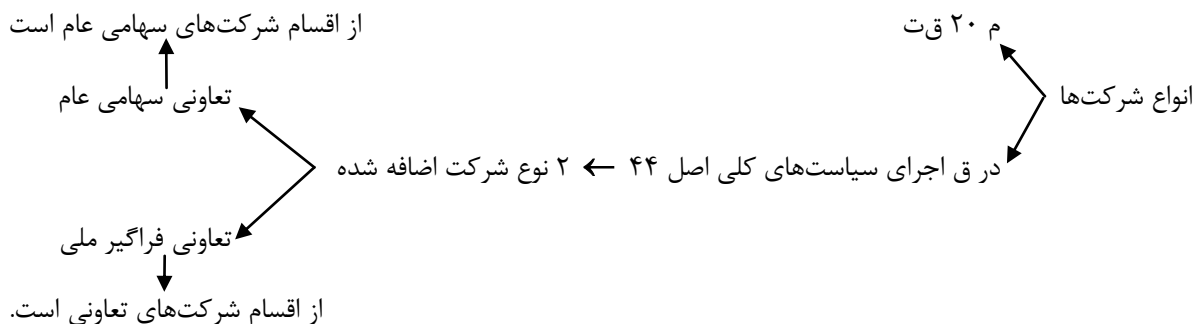 انواع شرکت‌ها
م ۲۰ ق‌ت
در ق اجرای سیاست‌های کلی اصل ۴۴ ← ۲ نوع شرکت اضافه شده
تعاونی سهامی عام
از اقسام شرکت‌های سهامی عام است
تعاونی فراگیر ملی
از اقسام شرکت‌های تعاونی است.